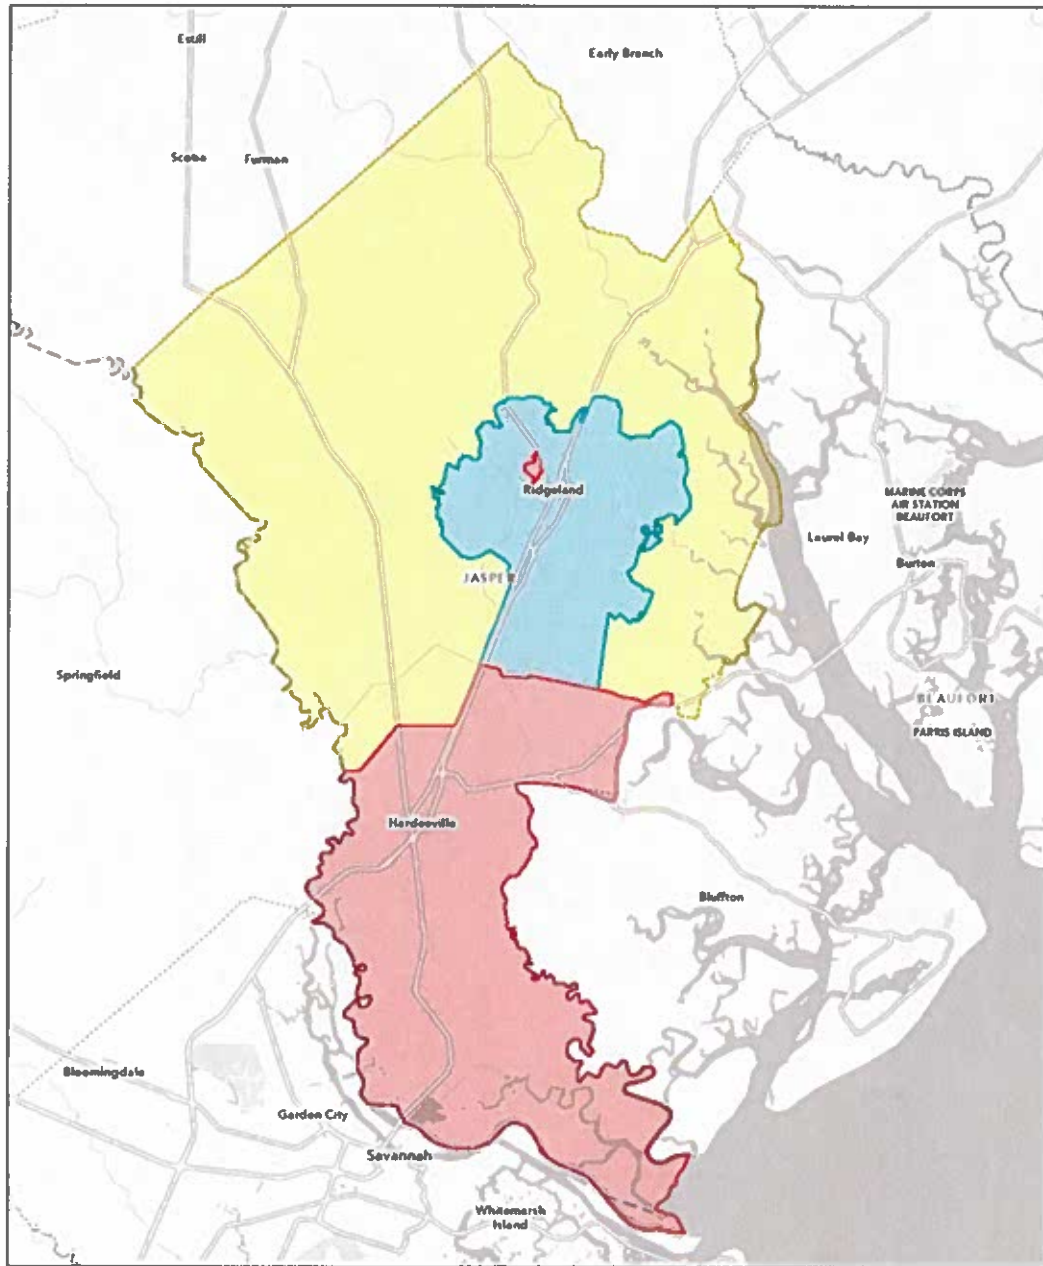 Estill
Early Branch
Scotia
Furman
Ridgeland
MARINE CORPS
AIR STATION
BEAUFORT
Laurel Bay
Burton
JASPER
Springfield
BEAUFORT
PARRIS ISLAND
Hardeeville
Bluffton
Bloomingdale
Garden City
Savannah
Whitemarsh
Island